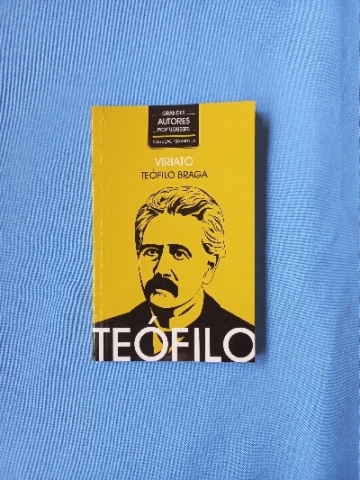 GRANDES
AUTORES
PORTUGUESES
VIRIATO
TEÓFILO BRAGA
TEÓFILO